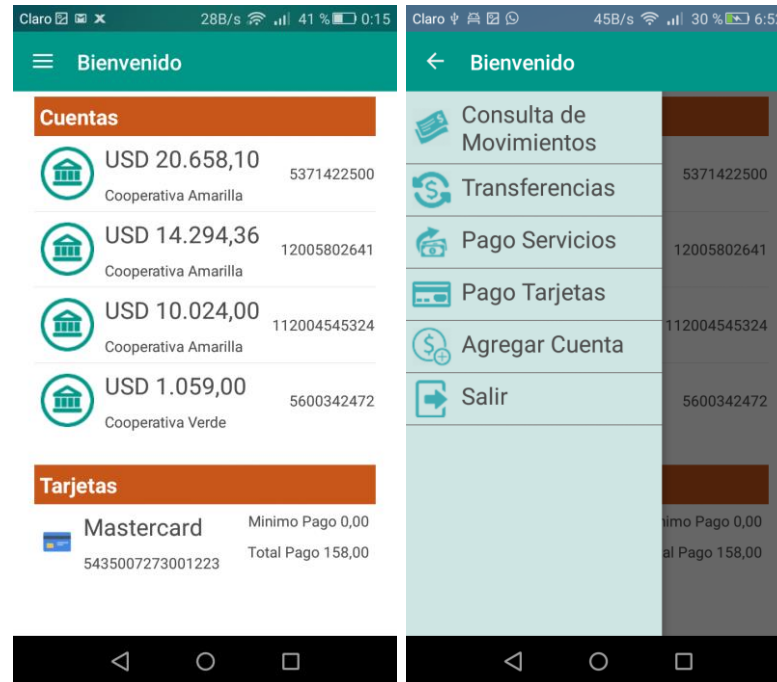 Claro 28B/s 41 % 0:15
Bienvenido
Cuentas
USD 20.658,10
Cooperativa Amarilla
5371422500
USD 14.294,36
Cooperativa Amarilla
12005802641
USD 10.024,00
Cooperativa Amarilla
112004545324
USD 1.059,00
Cooperativa Verde
5600342472
Tarjetas
Mastercard
5435007273001223
Minimo Pago 0,00
Total Pago 158,00
Claro 45B/s 30 %
Bienvenido
Consulta de
Movimientos
Transferencias
Pago Servicios
Pago Tarjetas
Agregar Cuenta
Salir
5371422500
12005802641
112004545324
5600342472
nimo Pago 0,00
al Pago 158,00